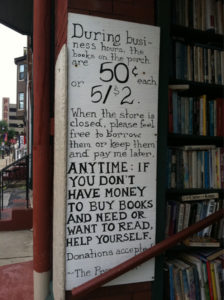 During busi-
ness hours, the
books on the porch
are 50¢ each
or 5/$2.
When the store is
closed, please feel
free to borrow
them or keep them
and pay me later.
ANYTIME: IF
YOU DON'T
HAVE MONEY
TO BUY BOOKS
AND NEED OR
WANT TO READ,
HELP YOURSELF.
Donations accepte
~ The